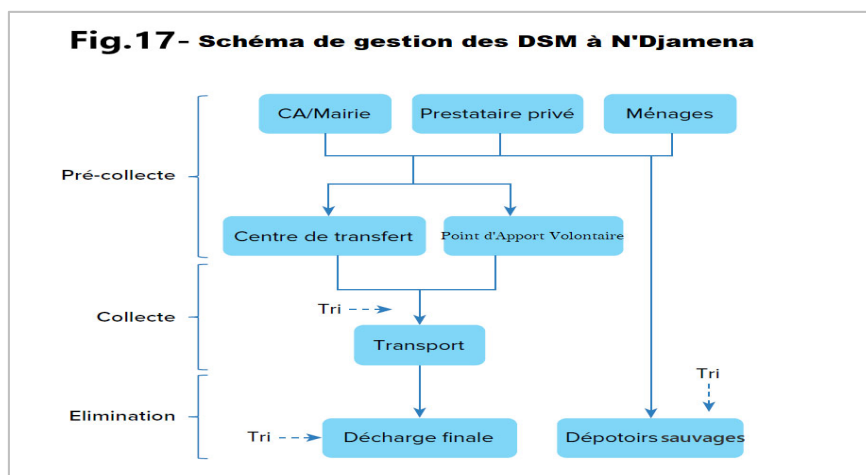 Fig.17- Schéma de gestion des DSM à N'Djamena
CA/Mairie
Prestataire privé
Ménages
Pré-collecte
Centre de transfert
Point d'Apport Volontaire
Tri
Collecte
Transport
Tri
Elimination
Tri
Décharge finale
Dépotoirs sauvages